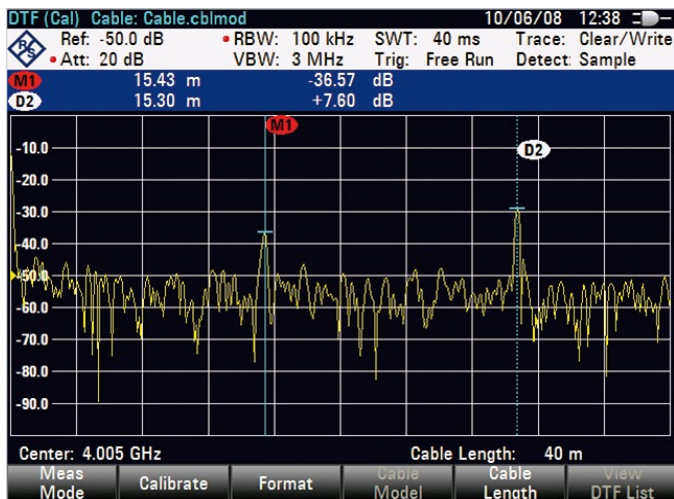 DTF (Cal) Cable: Cable.cblmod 10/06/08 12:38
R&S Ref: -50.0 dB RBW: 100 kHz SWT: 40 ms Trace: Clear/Write
Att: 20 dB VBW: 3 MHz Trig: Free Run Detect: Sample
M1 15.43 m -36.57 dB
D2 15.30 m +7.60 dB
M1
D2
-10.0
-20.0
-30.0
-40.0
-50.0
-60.0
-70.0
-80.0
-90.0
Center: 4.005 GHz Cable Length: 40 m
Meas Mode Calibrate Format Cable Model Cable Length View DTF List